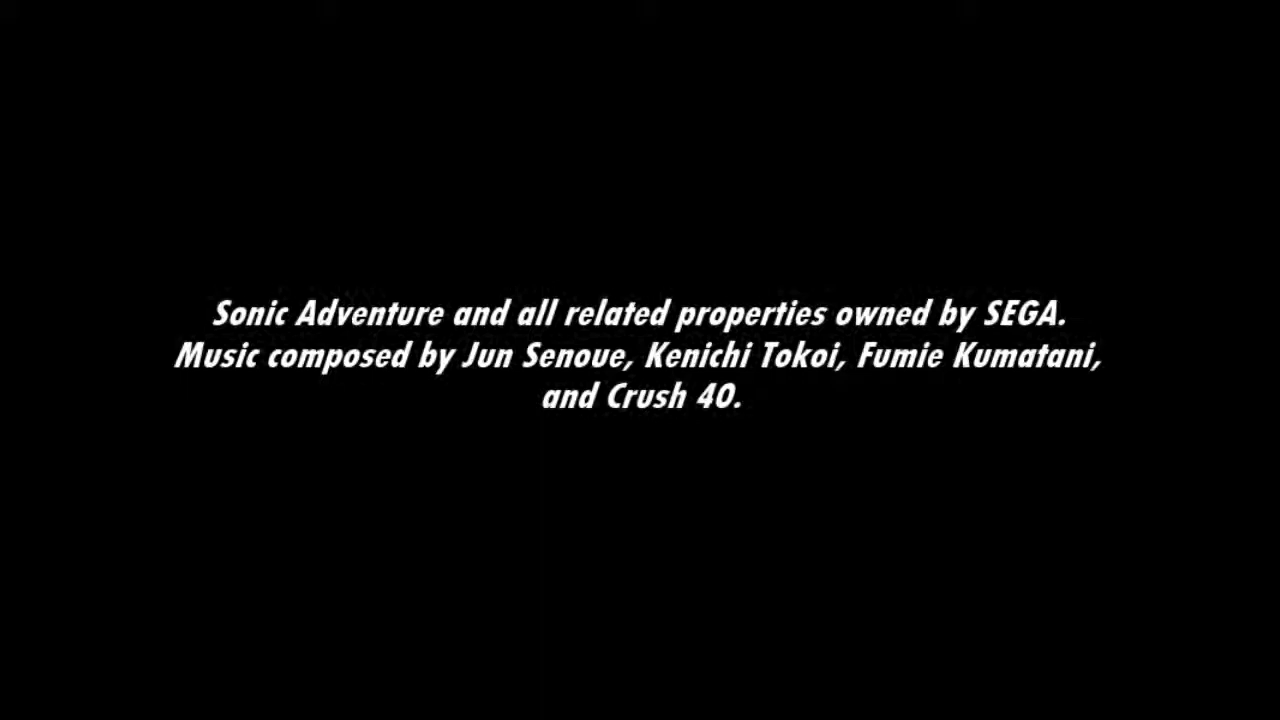 Sonic Adventure and all related properties owned by SEGA.
Music composed by Jun Senoue, Kenichi Tokoi, Fumie Kumatani,
and Crush 40.